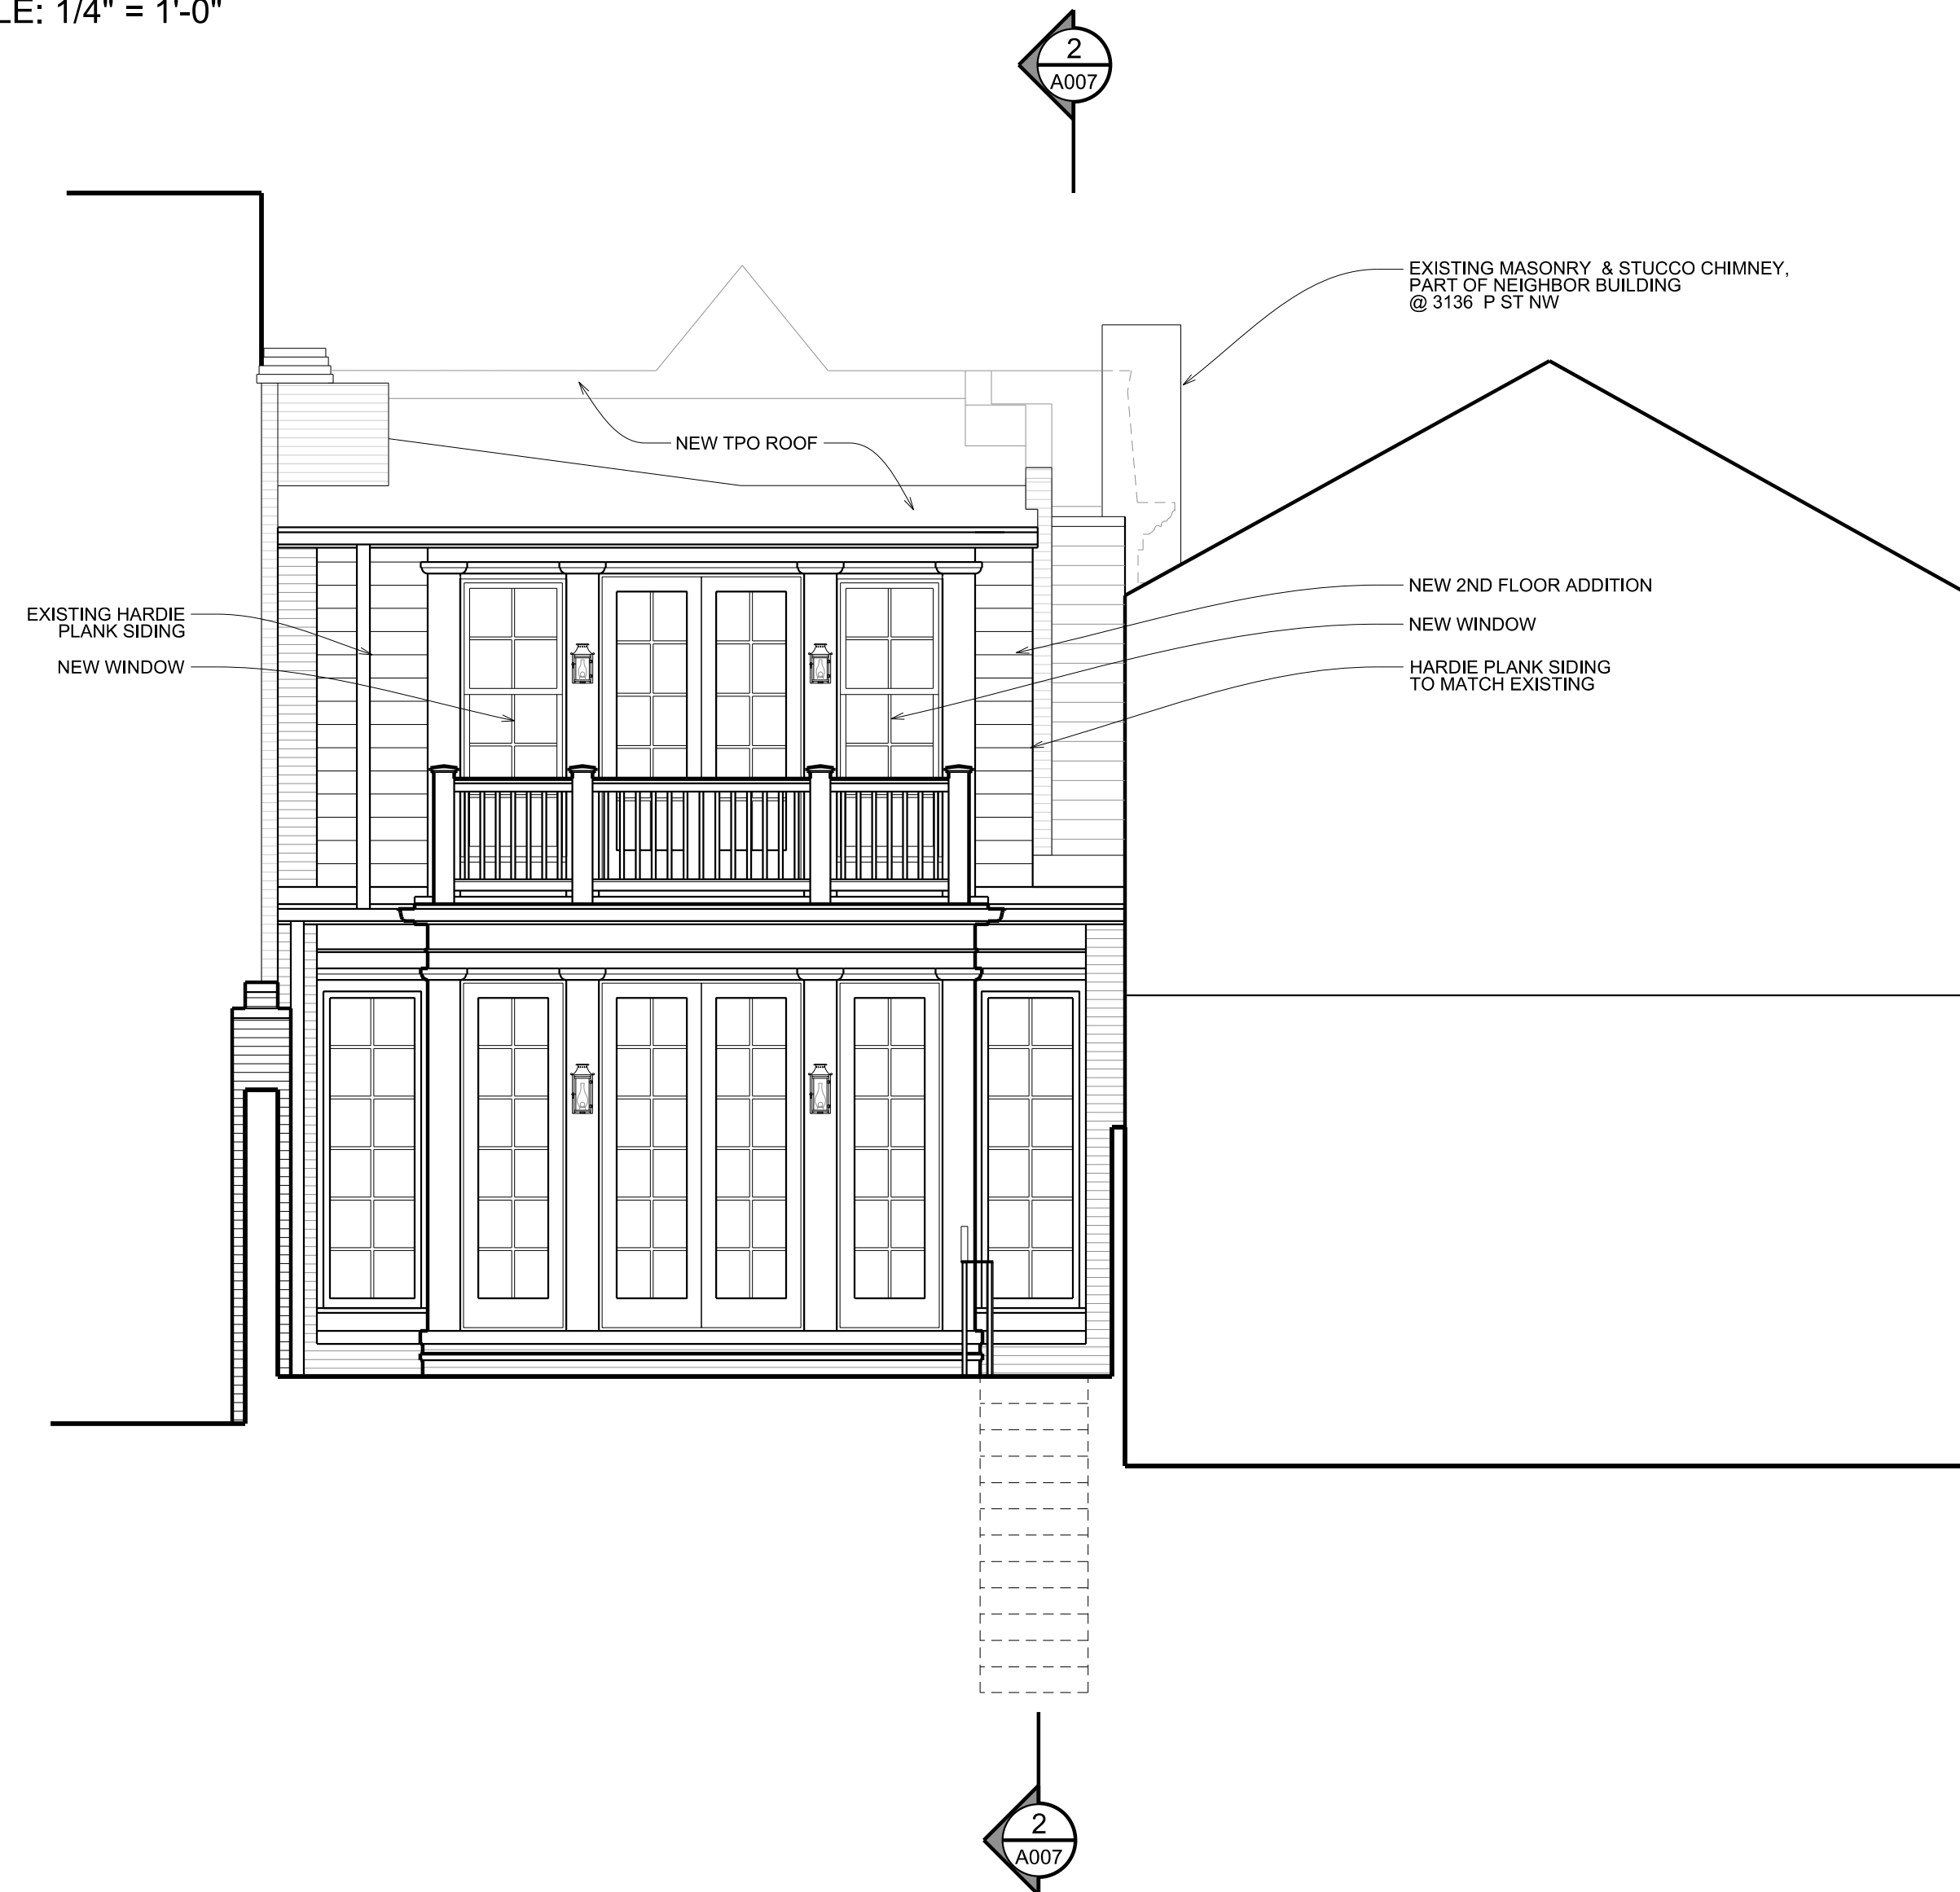 LE: 1/4" = 1'-0"
2
A007
EXISTING MASONRY & STUCCO CHIMNEY,
PART OF NEIGHBOR BUILDING
@ 3136 P ST NW
NEW TPO ROOF
EXISTING HARDIE
PLANK SIDING
NEW WINDOW
NEW 2ND FLOOR ADDITION
NEW WINDOW
HARDIE PLANK SIDING
TO MATCH EXISTING
2
A007